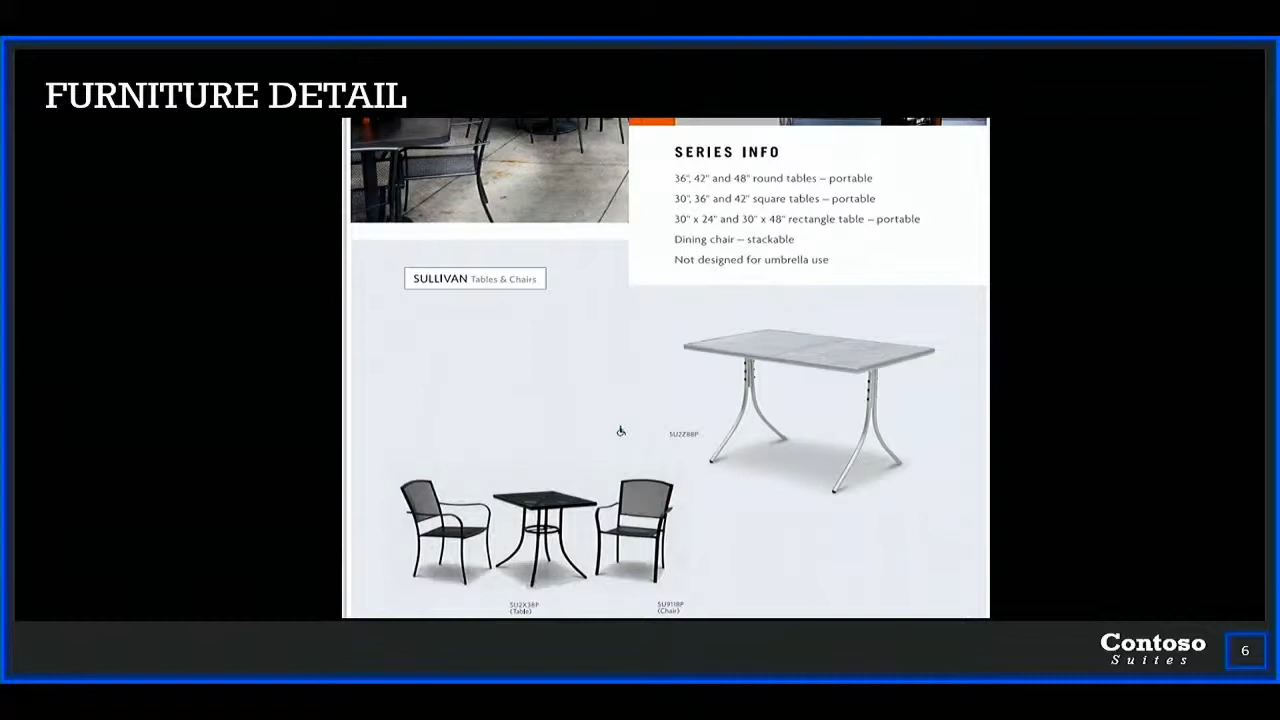 FURNITURE DETAIL
SERIES INFO
36", 42" and 48" round tables – portable
30", 36" and 42" square tables – portable
30" x 24" and 30" x 48" rectangle table – portable
Dining chair – stackable
Not designed for umbrella use
SULLIVAN Tables & Chairs
(Table)
(Chair)
Contoso
Suites
6